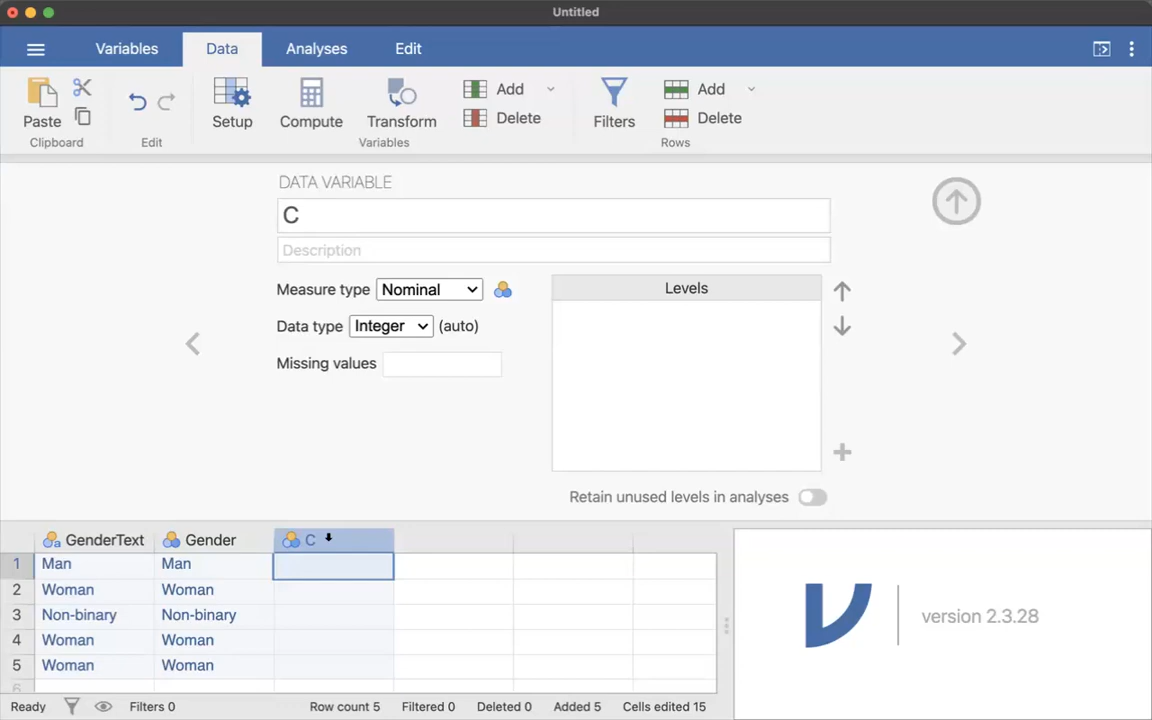 Untitled
Variables Data Analyses Edit
Paste Setup Compute Transform Add Delete Filters Add Delete
Clipboard Edit Variables Rows
DATA VARIABLE
C
Description
Measure type Nominal
Levels
Data type Integer (auto)
Missing values
Retain unused levels in analyses
GenderText Gender C
1 Man Man
2 Woman Woman
3 Non-binary Non-binary
4 Woman Woman
5 Woman Woman
6
version 2.3.28
Ready Filters 0 Row count 5 Filtered 0 Deleted 0 Added 5 Cells edited 15